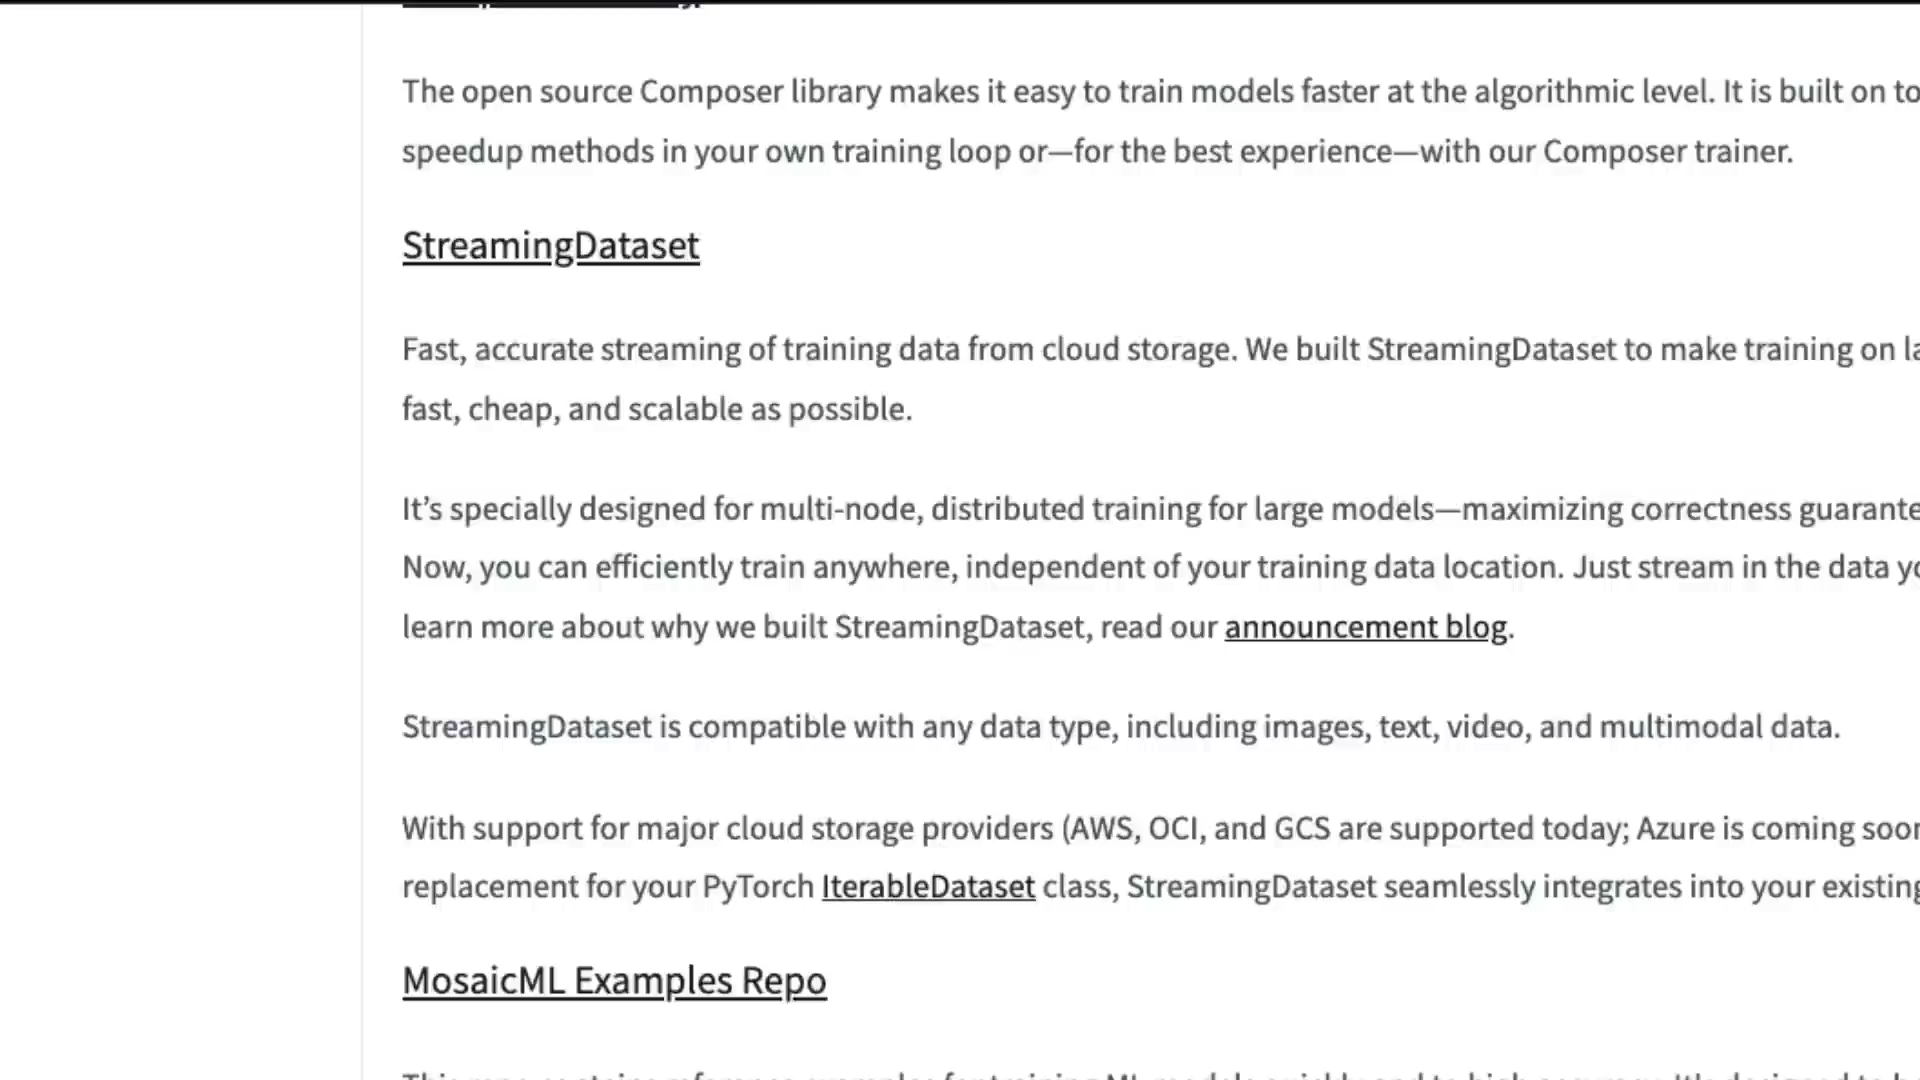 The open source Composer library makes it easy to train models faster at the algorithmic level. It is built on to
speedup methods in your own training loop or—for the best experience—with our Composer trainer.
StreamingDataset
Fast, accurate streaming of training data from cloud storage. We built StreamingDataset to make training on
fast, cheap, and scalable as possible.
It’s specially designed for multi-node, distributed training for large models—maximizing correctness
Now, you can efficiently train anywhere, independent of your training data location. Just stream in the data
learn more about why we built StreamingDataset, read our announcement blog.
StreamingDataset is compatible with any data type, including images, text, video, and multimodal data.
With support for major cloud storage providers (AWS, OCI, and GCS are supported today; Azure is coming
replacement for your PyTorch IterableDataset class, StreamingDataset seamlessly integrates into your existing
MosaicML Examples Repo